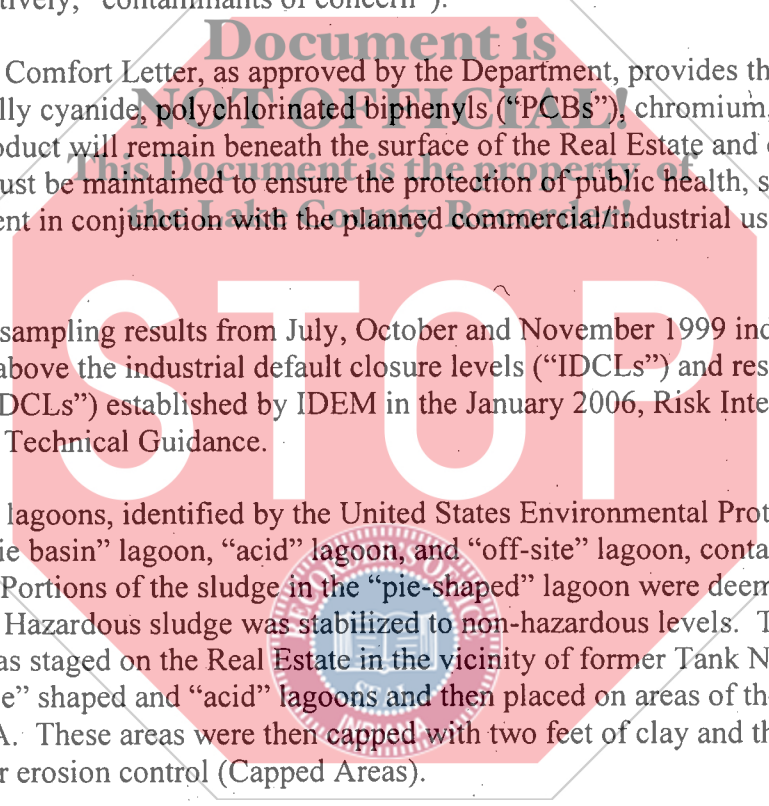 tively, "contaminants of concern").
Document is
Comfort Letter, as approved by the Department, provides th
NOT OFFICIAL!
lly cyanide, polychlorinated biphenyls ("PCBs"), chromium,
oduct will remain beneath the surface of the Real Estate and
This Document is the property of
ust be maintained to ensure the protection of public health, s
the Lake County Recorder!
ent in conjunction with the planned commercial/industrial us
STOP
sampling results from July, October and November 1999 ind
above the industrial default closure levels ("IDCLs") and res
DCLs") established by IDEM in the January 2006, Risk Inte
Technical Guidance.
lagoons, identified by the United States Environmental Prot
ie basin" lagoon, "acid" lagoon, and "off-site" lagoon, conta
Portions of the sludge in the "pie-shaped" lagoon were deem
Hazardous sludge was stabilized to non-hazardous levels. T
as staged on the Real Estate in the vicinity of former Tank N
e" shaped and "acid" lagoons and then placed on areas of th
A. These areas were then capped with two feet of clay and th
r erosion control (Capped Areas).
RECORDER'S OFFICE
SEAL
INDIANA